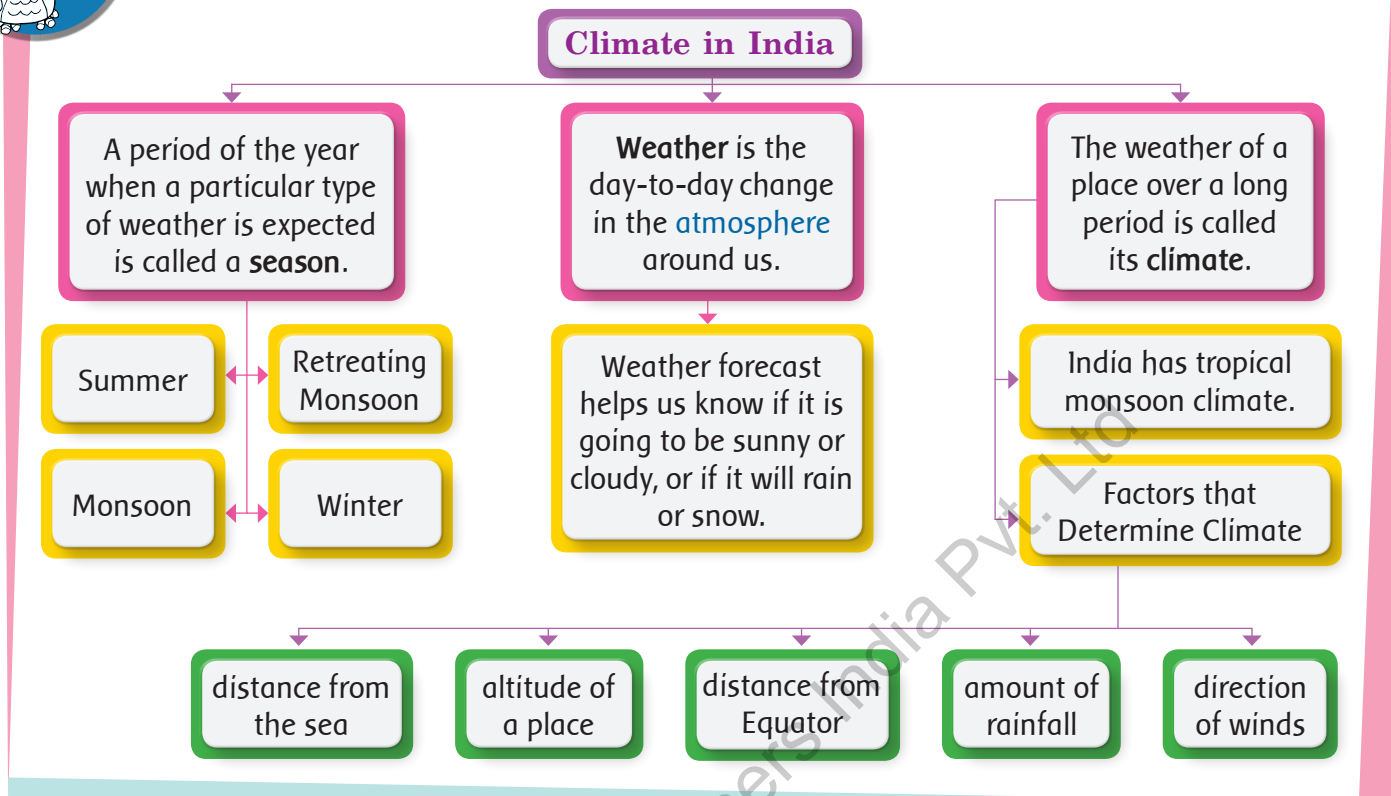 Climate in India
A period of the year
when a particular type
of weather is expected
is called a season.
Weather is the
day-to-day change
in the atmosphere
around us.
The weather of a
place over a long
period is called
its climate.
Summer
Retreating
Monsoon
Monsoon
Winter
Weather forecast
helps us know if it is
going to be sunny or
cloudy, or if it will rain
or snow.
India has tropical
monsoon climate.
Factors that
Determine Climate
distance from
the sea
altitude of
a place
distance from
Equator
amount of
rainfall
direction
of winds
ers India Pvt. Ltd